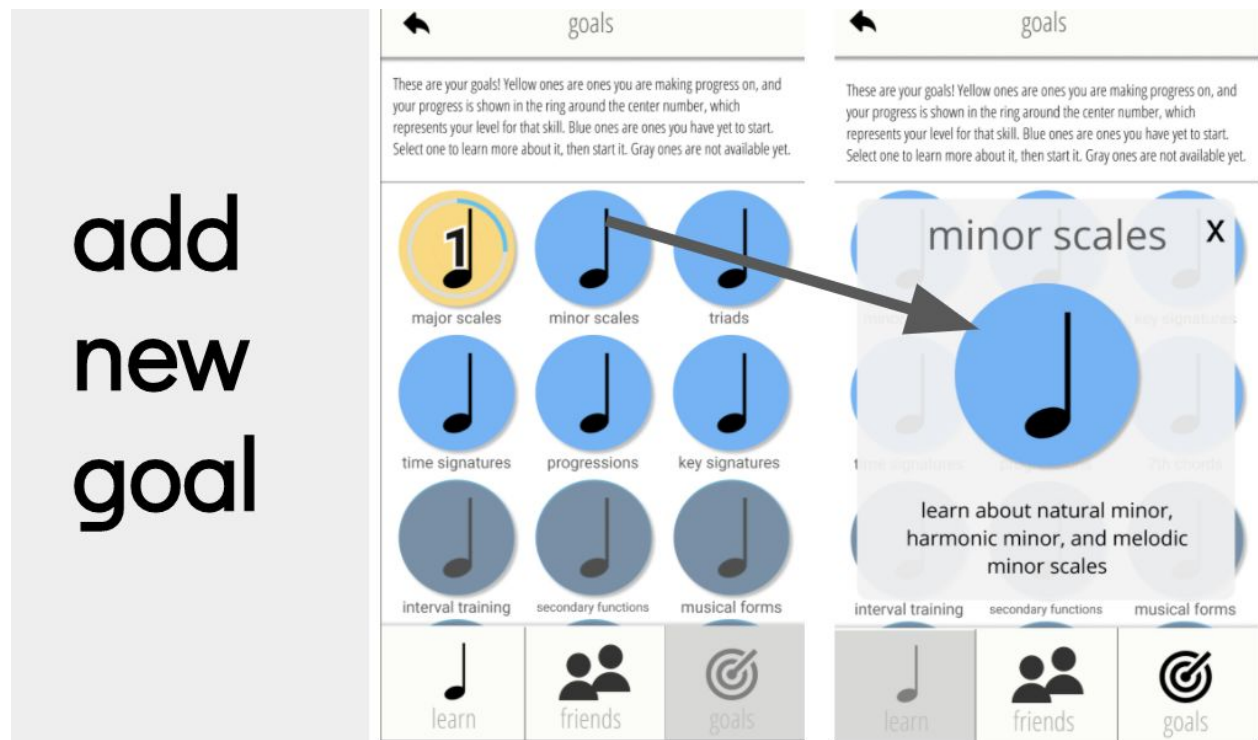 add
new
goal
goals
These are your goals! Yellow ones are ones you are making progress on, and
your progress is shown in the ring around the center number, which
represents your level for that skill. Blue ones are ones you have yet to start.
Select one to learn more about it, then start it. Gray ones are not available yet.
1
major scales
minor scales
triads
time signatures
progressions
key signatures
interval training
secondary functions
musical forms
learn
friends
goals
goals
These are your goals! Yellow ones are ones you are making progress on, and
your progress is shown in the ring around the center number, which
represents your level for that skill. Blue ones are ones you have yet to start.
Select one to learn more about it, then start it. Gray ones are not available yet.
minor scales
X
key signatures
time signatures
7th chords
learn about natural minor,
harmonic minor, and melodic
minor scales
interval training
secondary functions
musical forms
learn
friends
goals